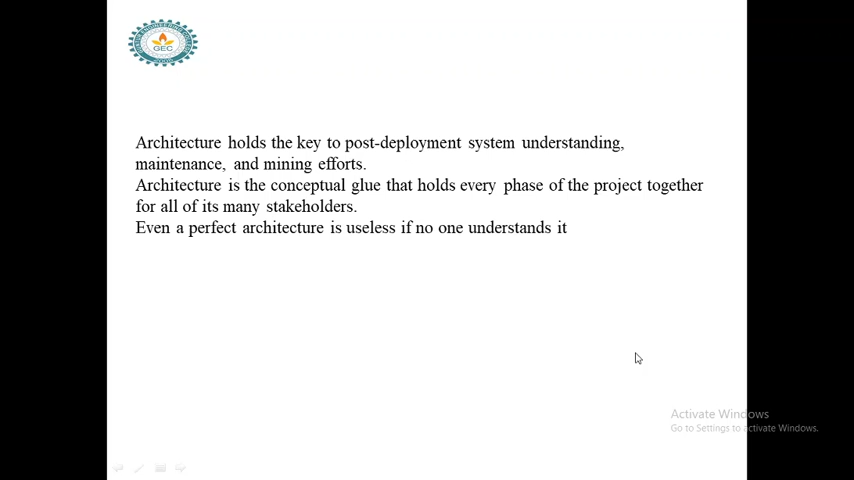 GEC
2008
Architecture holds the key to post-deployment system understanding,
maintenance, and mining efforts.
Architecture is the conceptual glue that holds every phase of the project together
for all of its many stakeholders.
Even a perfect architecture is useless if no one understands it
Activate Windows
Go to Settings to activate Windows.